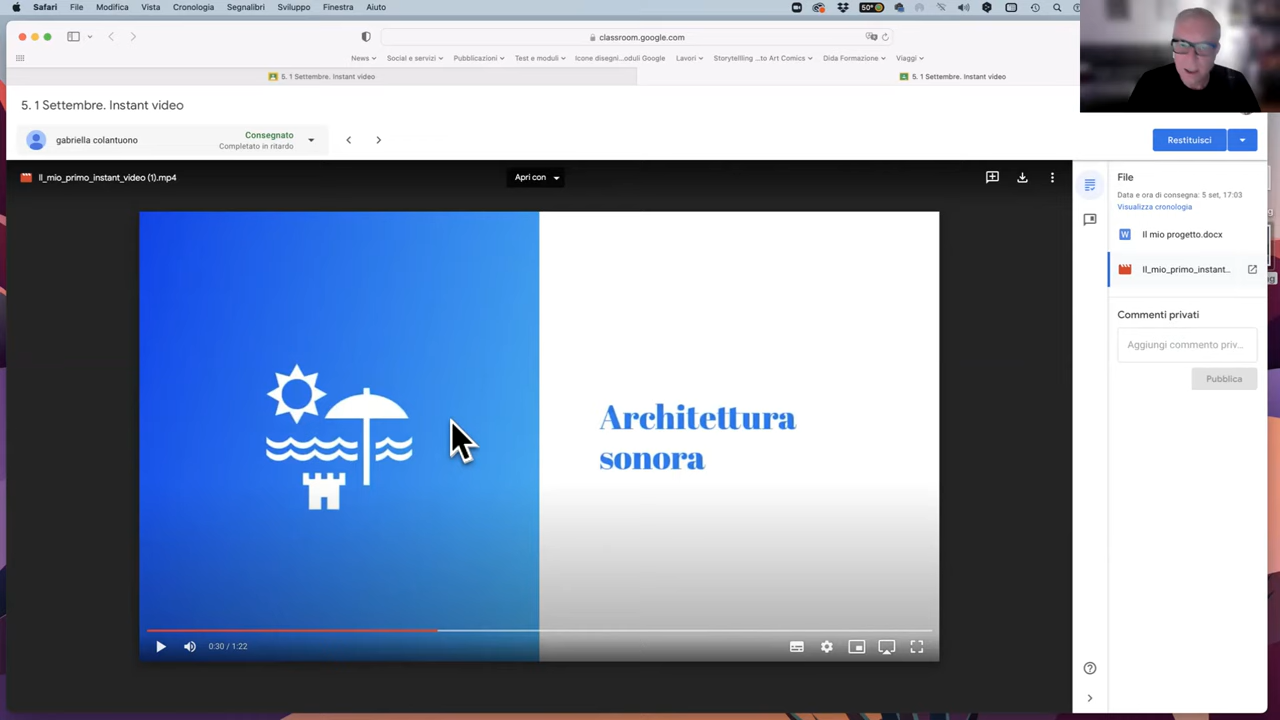 Safari File Modifica Vista Cronologia Segnalibri Sviluppo Finestra Aiuto
50°
classroom.google.com
News Social e servizi Pubblicazioni Test e moduli Icone disegni...oduli Google Lavori Storytellling ...to Art Comics Dida Formazione Viaggi
5. 1 Settembre. Instant video
5. 1 Settembre. Instant video
5. 1 Settembre. Instant video
gabriella colantuono
Consegnato
Completato in ritardo
Restituisci
Il_mio_primo_instant_video (1).mp4
Apri con
Architettura
sonora
0:30 / 1:22
File
Data e ora di consegna: 5 set, 17:03
Visualizza cronologia
W Il mio progetto.docx
Il_mio_primo_instant...
Commenti privati
Aggiungi commento priv...
Pubblica